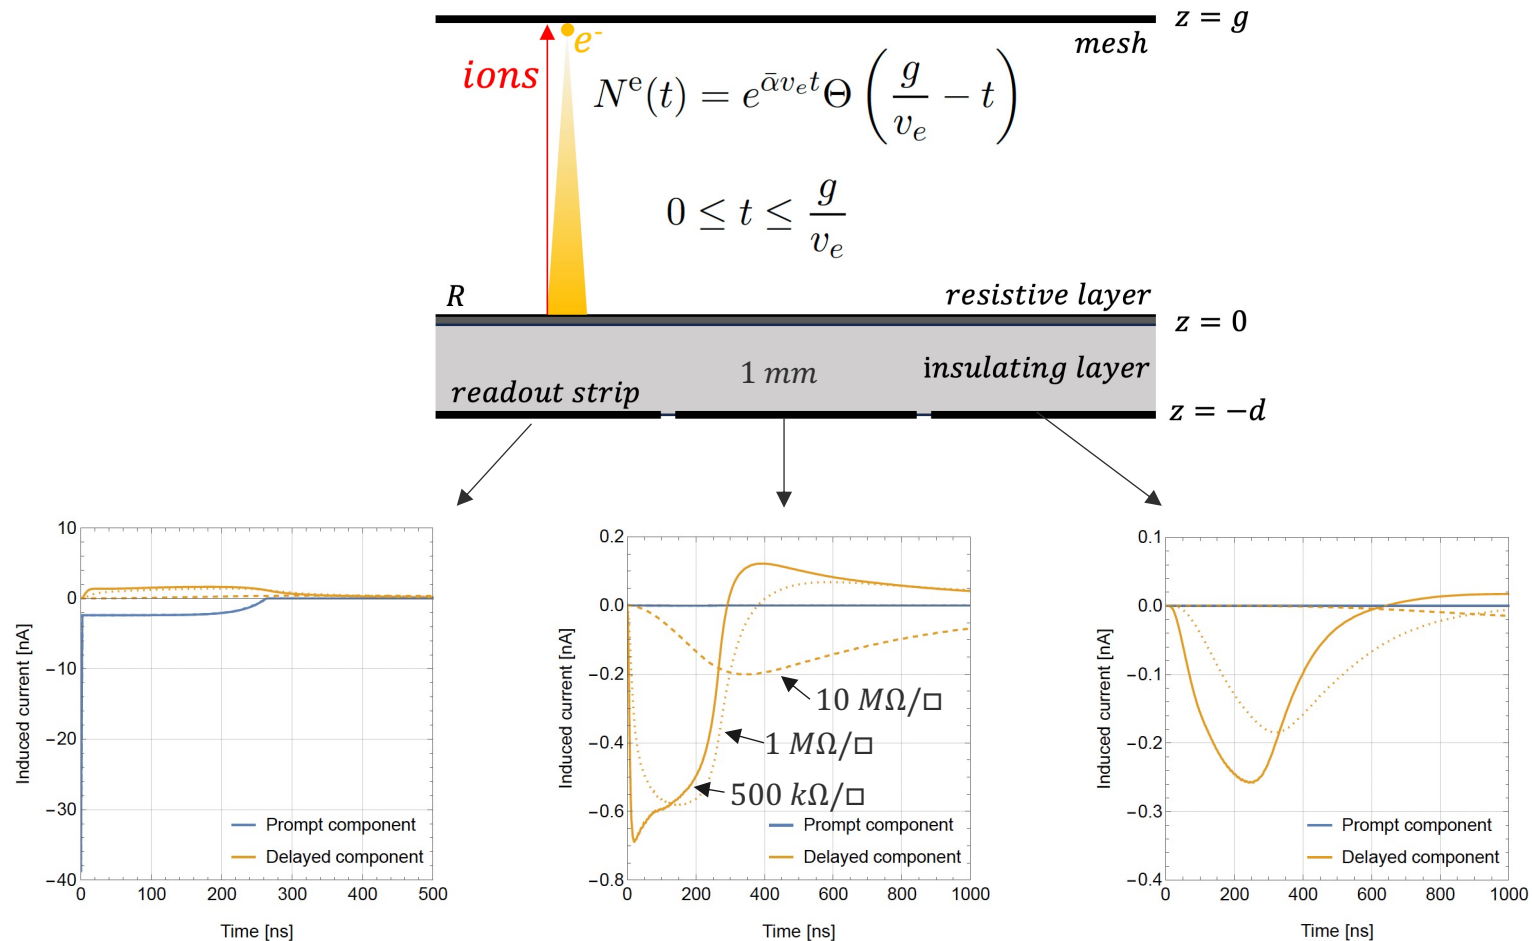 z = g
mesh
e-
ions
Nᵉ(t) = e^{ᾱvₑt}Θ(g/vₑ − t)
0 ≤ t ≤ g/vₑ
R
resistive layer
z = 0
1 mm
insulating layer
readout strip
z = −d
10
0
−10
−20
−30
−40
Induced current [nA]
Prompt component
Delayed component
0 100 200 300 400 500
Time [ns]
0.2
0.0
−0.2
−0.4
−0.6
−0.8
Induced current [nA]
10 MΩ/□
1 MΩ/□
500 kΩ/□
Prompt component
Delayed component
0 200 400 600 800 1000
Time [ns]
0.1
0.0
−0.1
−0.2
−0.3
−0.4
Induced current [nA]
Prompt component
Delayed component
0 200 400 600 800 1000
Time [ns]